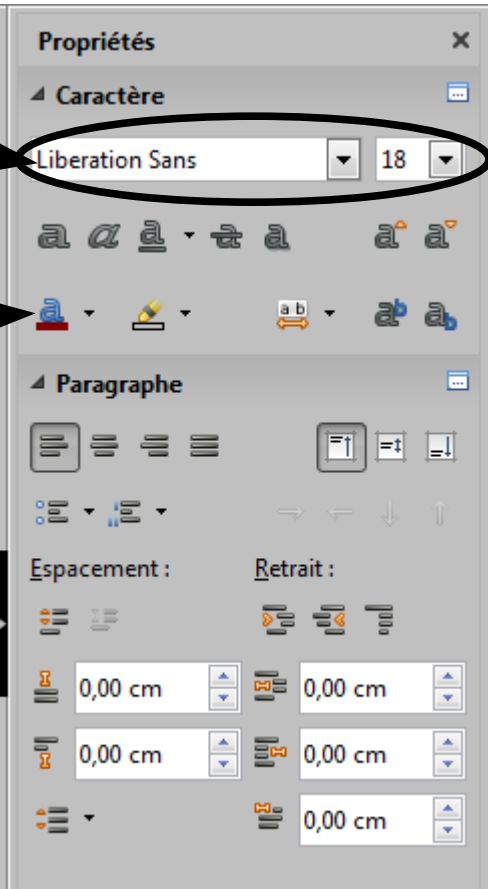 Propriétés
Caractère
Liberation Sans 18
a a a a a a a
a a b a b a b
Paragraphe
Espacement : Retrait :
0,00 cm 0,00 cm
0,00 cm 0,00 cm
0,00 cm